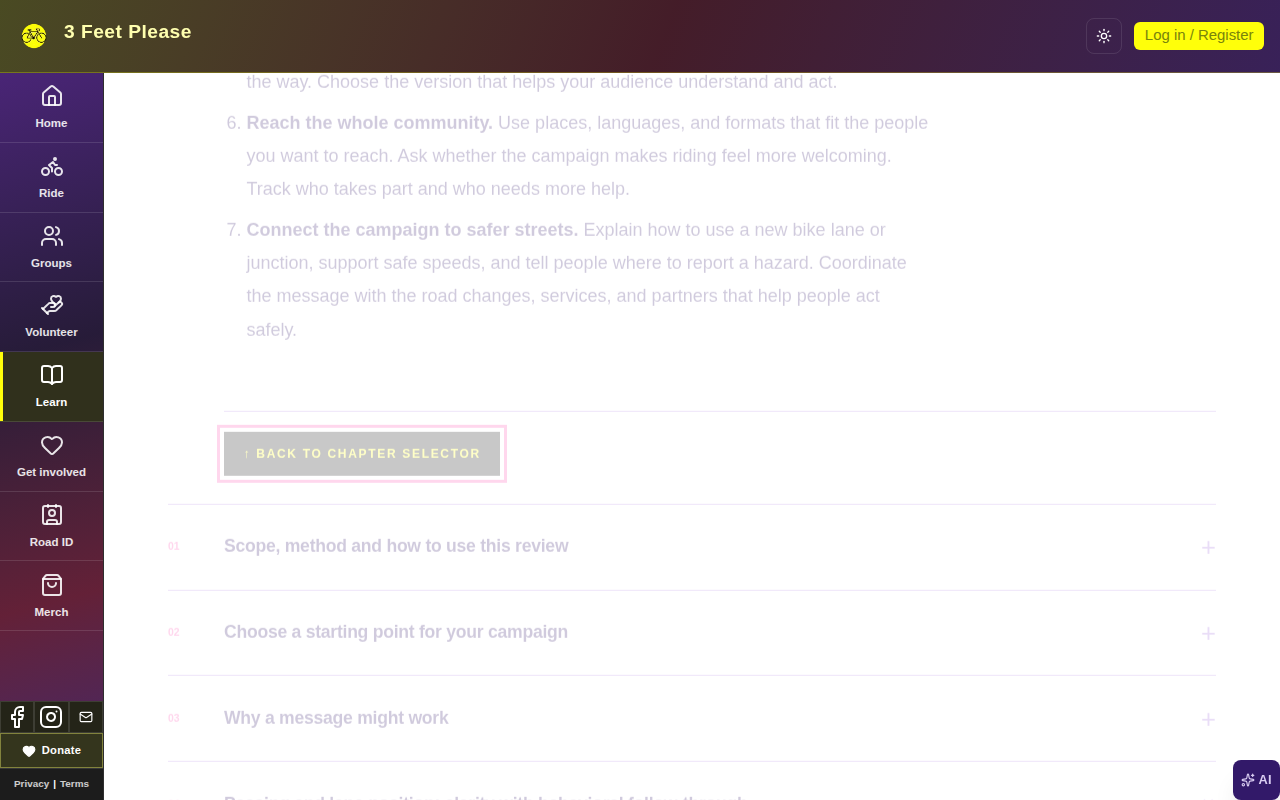 3 Feet Please
Log in / Register
Home
Ride
Groups
Volunteer
Learn
Get involved
Road ID
Merch
Donate
Privacy | Terms
the way. Choose the version that helps your audience understand and act.
6. Reach the whole community. Use places, languages, and formats that fit the people
you want to reach. Ask whether the campaign makes riding feel more welcoming.
Track who takes part and who needs more help.
7. Connect the campaign to safer streets. Explain how to use a new bike lane or
junction, support safe speeds, and tell people where to report a hazard. Coordinate
the message with the road changes, services, and partners that help people act
safely.
↑ BACK TO CHAPTER SELECTOR
01 Scope, method and how to use this review +
02 Choose a starting point for your campaign +
03 Why a message might work +
AI